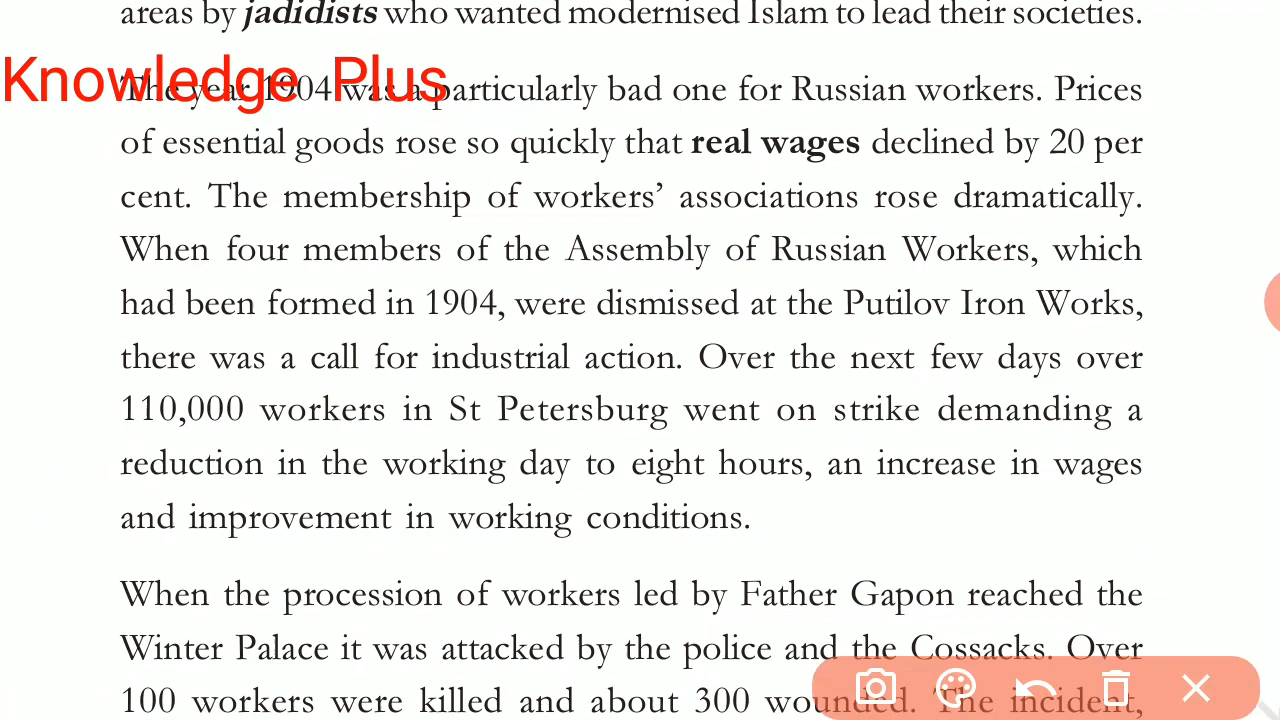 areas by jadidists who wanted modernised Islam to lead their societies.
Knowledge Plus
The year 1904 was a particularly bad one for Russian workers. Prices
of essential goods rose so quickly that real wages declined by 20 per
cent. The membership of workers’ associations rose dramatically.
When four members of the Assembly of Russian Workers, which
had been formed in 1904, were dismissed at the Putilov Iron Works,
there was a call for industrial action. Over the next few days over
110,000 workers in St Petersburg went on strike demanding a
reduction in the working day to eight hours, an increase in wages
and improvement in working conditions.
When the procession of workers led by Father Gapon reached the
Winter Palace it was attacked by the police and the Cossacks. Over
100 workers were killed and about 300 wounded. The incident,